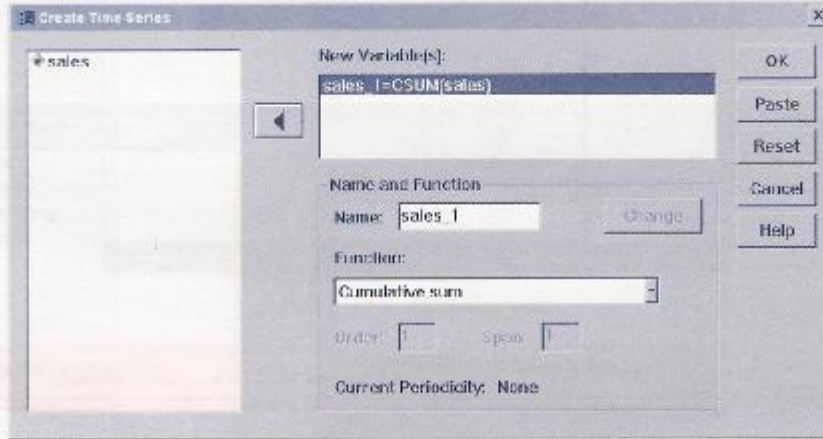 Create Time Series
sales
New Variable(s):
sales_1=CSUM(sales)
OK
Paste
Reset
Cancel
Help
Name and Function
Name: sales_1
Change
Function:
Cumulative sum
Order: 1 Span: 1
Current Periodicity: None